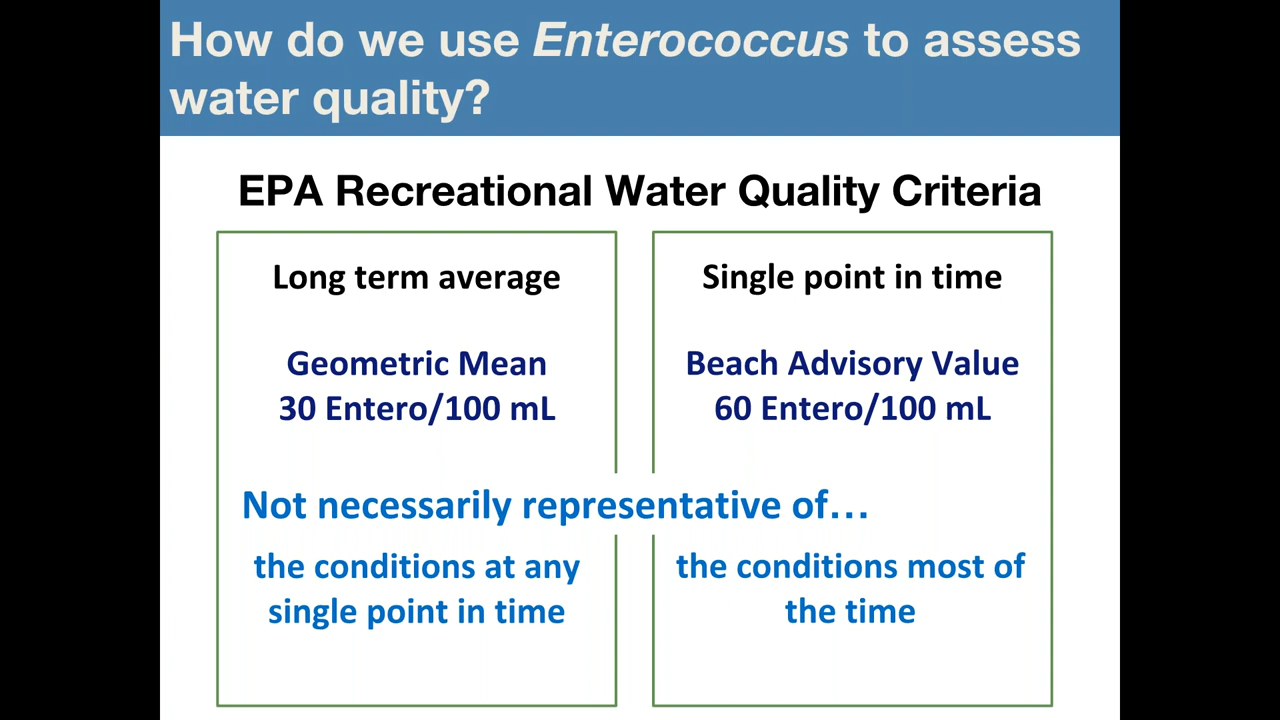 How do we use Enterococcus to assess
water quality?
EPA Recreational Water Quality Criteria
Long term average
Geometric Mean
30 Entero/100 mL
Single point in time
Beach Advisory Value
60 Entero/100 mL
Not necessarily representative of...
the conditions at any
single point in time
the conditions most of
the time